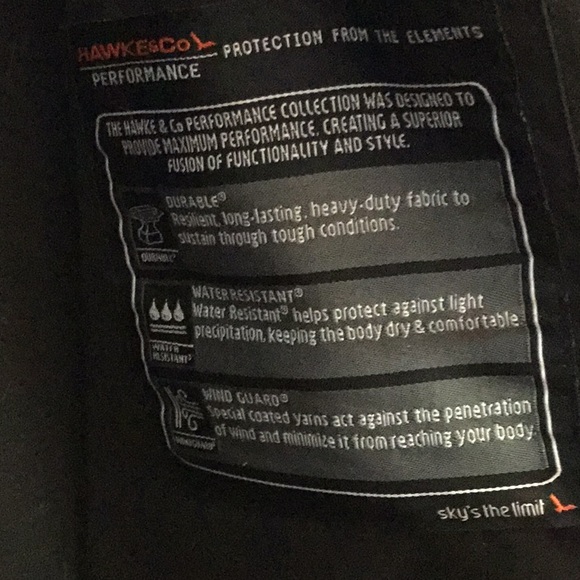 HAWKE&Co PROTECTION FROM THE ELEMENTS
PERFORMANCE
THE HAWKE & Co PERFORMANCE COLLECTION WAS DESIGNED TO
PROVIDE MAXIMUM PERFORMANCE, CREATING A SUPERIOR
FUSION OF FUNCTIONALITY AND STYLE.
DURABLE®
Resilient, long-lasting, heavy-duty fabric to
sustain through tough conditions.
DURABLE®
WATER RESISTANT®
Water Resistant® helps protect against light
precipitation, keeping the body dry & comfortable
WATER
RESISTANT®
WIND GUARD®
Special coated yarns act against the penetration
of wind and minimize it from reaching your body.
WINDGUARD®
sky's the limit